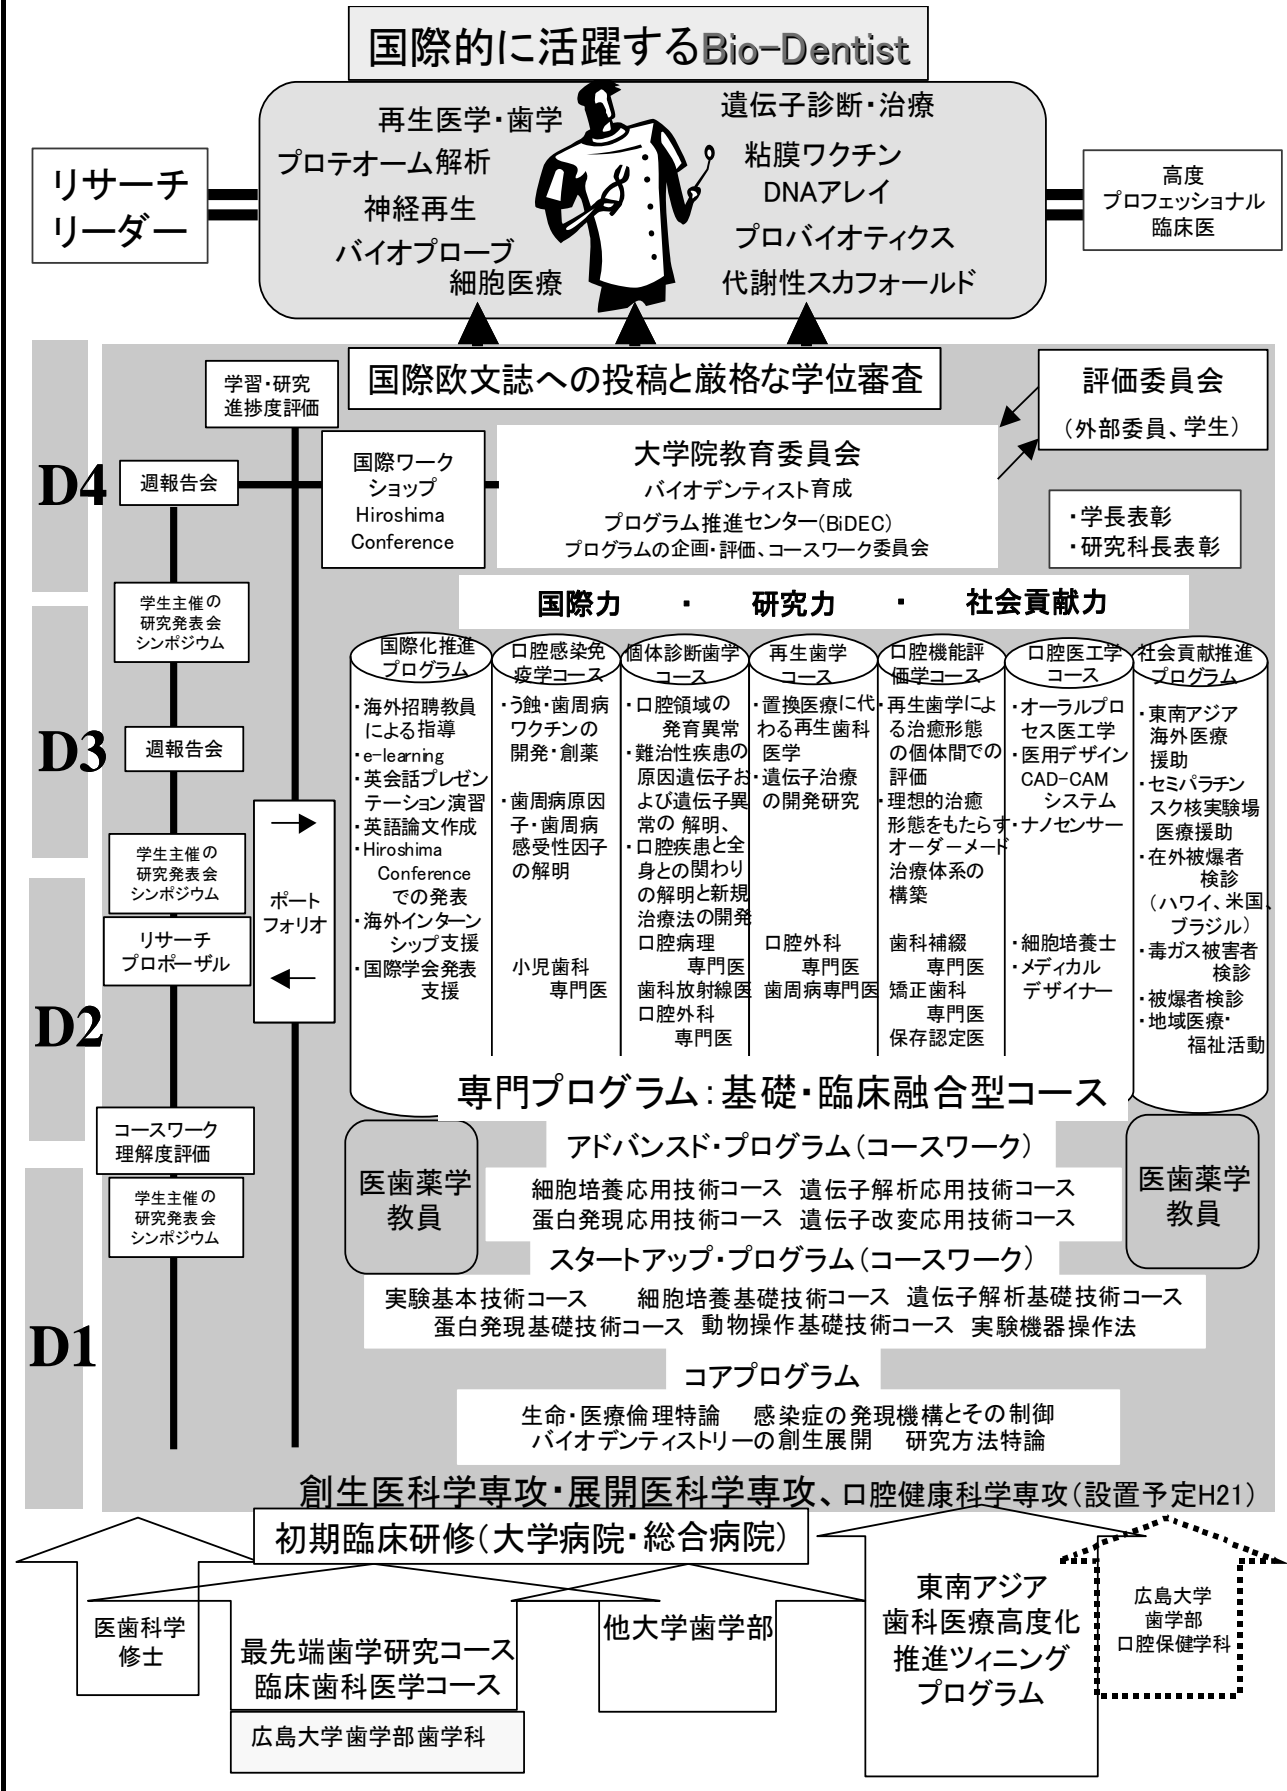 国際的に活躍するBio-Dentist
再生医学・歯学
プロテオーム解析
神経再生
バイオプローブ
細胞医療
遺伝子診断・治療
粘膜ワクチン
DNAアレイ
プロバイオティクス
代謝性スカフォールド
リサーチ
リーダー
高度
プロフェッショナル
臨床医
国際欧文誌への投稿と厳格な学位審査
学習・研究
進捗度評価
評価委員会
（外部委員、学生）
D4
週報告会
国際ワーク
ショップ
Hiroshima
Conference
大学院教育委員会
バイオデンティスト育成
プログラム推進センター(BiDEC)
プログラムの企画・評価、コースワーク委員会
・学長表彰
・研究科長表彰
国際力　・　研究力　・　社会貢献力
学生主催の
研究発表会
シンポジウム
D3
週報告会
学生主催の
研究発表会
シンポジウム
リサーチ
プロポーザル
ポート
フォリオ
D2
コースワーク
理解度評価
学生主催の
研究発表会
シンポジウム
D1
国際化推進
プログラム
・海外招聘教員
による指導
・e-learning
・英会話プレゼン
テーション演習
・英語論文作成
・Hiroshima
Conference
での発表
・海外インターン
シップ支援
・国際学会発表
支援
口腔感染免
疫学コース
・う蝕・歯周病
ワクチンの
開発・創薬
・歯周病原因
子・歯周病
感受性因子
の解明
小児歯科
専門医
個体診断歯学
コース
・口腔領域の
発育異常
・難治性疾患の
原因遺伝子お
よび遺伝子異
常の 解明、
・口腔疾患と全
身との関わり
の解明と新規
治療法の開発
口腔病理
専門医
歯科放射線医
口腔外科
専門医
再生歯学
コース
・置換医療に代
わる再生歯科
医学
・遺伝子治療
の開発研究
口腔外科
専門医
歯周病専門医
口腔機能評
価学コース
・再生歯学によ
る治癒形態
の個体間での
評価
・理想的治癒
形態をもたらす
オーダーメード
治療体系の
構築
歯科補綴
専門医
矯正歯科
専門医
保存認定医
口腔医工学
コース
・オーラルプロ
セス医工学
・医用デザイン
CAD-CAM
システム
・ナノセンサー
・細胞培養士
・メディカル
デザイナー
社会貢献推進
プログラム
・東南アジア
海外医療
援助
・セミパラチン
スク核実験場
医療援助
・在外被爆者
検診
（ハワイ、米国、
ブラジル）
・毒ガス被害者
検診
・被爆者検診
・地域医療・
福祉活動
専門プログラム：基礎・臨床融合型コース
医歯薬学
教員
アドバンスド・プログラム（コースワーク）
細胞培養応用技術コース　遺伝子解析応用技術コース
蛋白発現応用技術コース　遺伝子改変応用技術コース
医歯薬学
教員
スタートアップ・プログラム（コースワーク）
実験基本技術コース　細胞培養基礎技術コース　遺伝子解析基礎技術コース
蛋白発現基礎技術コース　動物操作基礎技術コース　実験機器操作法
コアプログラム
生命・医療倫理特論　感染症の発現機構とその制御
バイオデンティストリーの創生展開　研究方法特論
創生医科学専攻・展開医科学専攻、口腔健康科学専攻（設置予定H21）
初期臨床研修（大学病院・総合病院）
医歯科学
修士
最先端歯学研究コース
臨床歯科医学コース
広島大学歯学部歯学科
他大学歯学部
東南アジア
歯科医療高度化
推進ツィニング
プログラム
広島大学
歯学部
口腔保健学科